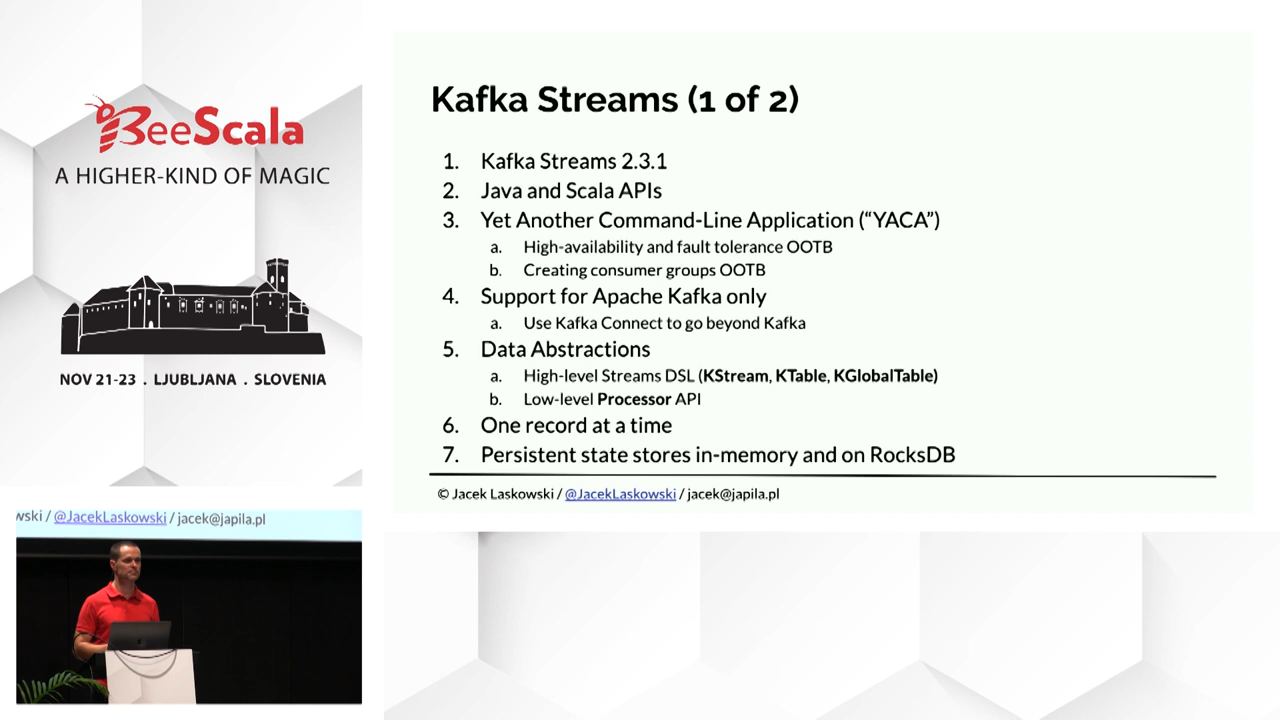 BeeScala
A HIGHER-KIND OF MAGIC
NOV 21-23 . LJUBLJANA . SLOVENIA
Kafka Streams (1 of 2)
1. Kafka Streams 2.3.1
2. Java and Scala APIs
3. Yet Another Command-Line Application (“YACA”)
a. High-availability and fault tolerance OOTB
b. Creating consumer groups OOTB
4. Support for Apache Kafka only
a. Use Kafka Connect to go beyond Kafka
5. Data Abstractions
a. High-level Streams DSL (KStream, KTable, KGlobalTable)
b. Low-level Processor API
6. One record at a time
7. Persistent state stores in-memory and on RocksDB
© Jacek Laskowski / @JacekLaskowski / jacek@japila.pl
wski / @JacekLaskowski / jacek@japila.pl